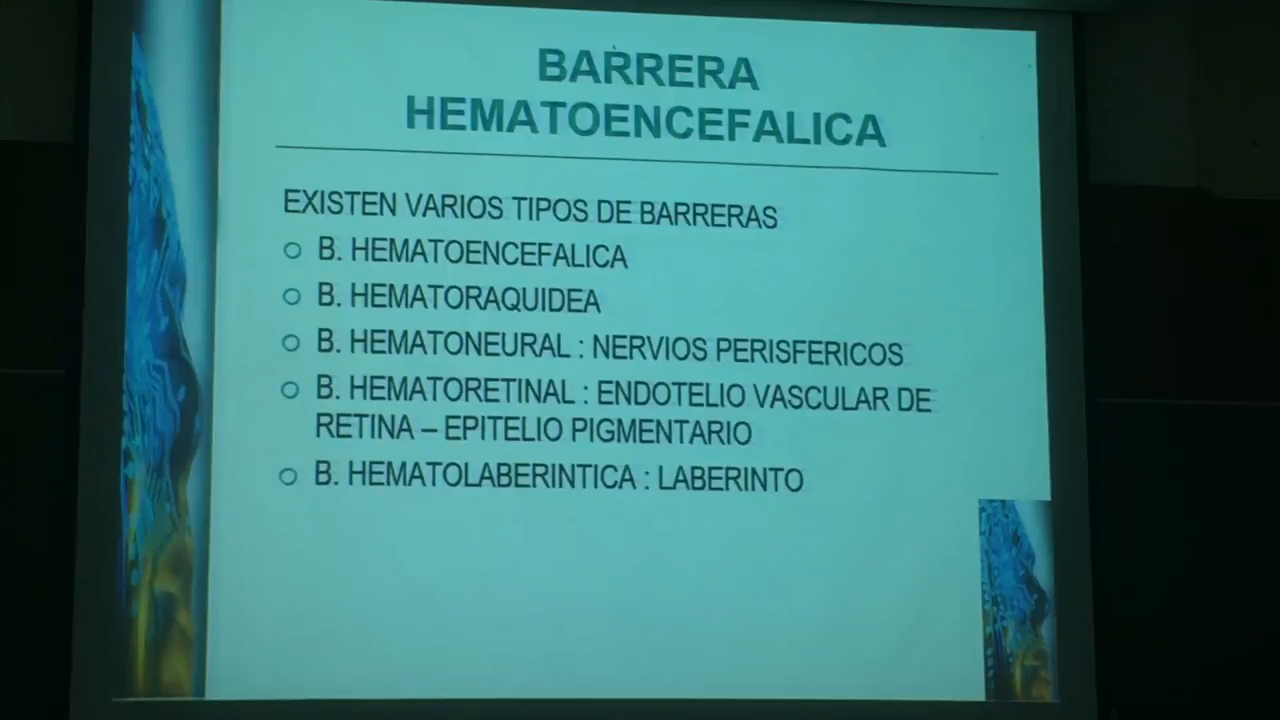 BARRERA
HEMATOENCEFALICA
EXISTEN VARIOS TIPOS DE BARRERAS
B. HEMATOENCEFALICA
B. HEMATORAQUIDEA
B. HEMATONEURAL : NERVIOS PERISFERICOS
B. HEMATORETINAL : ENDOTELIO VASCULAR DE
RETINA – EPITELIO PIGMENTARIO
B. HEMATOLABERINTICA : LABERINTO